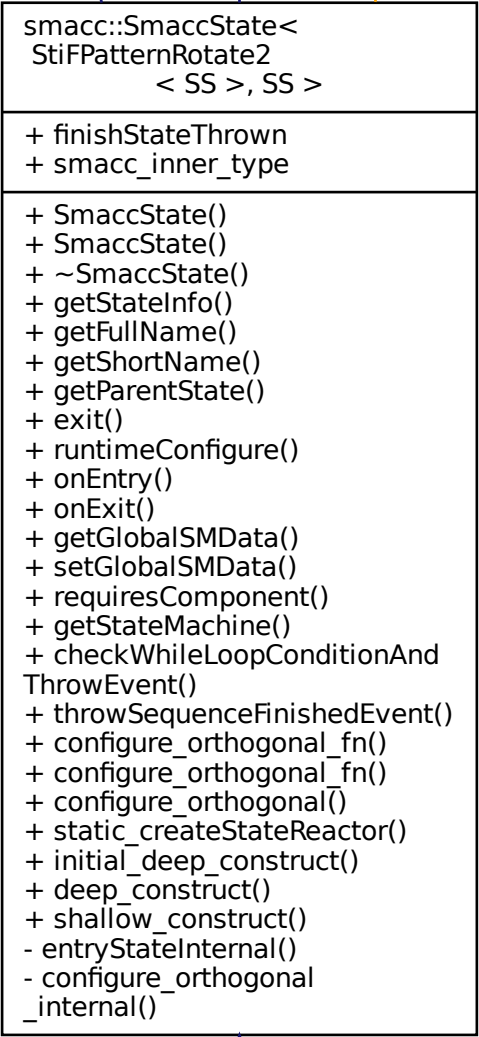 smacc::SmaccState<
StiFPatternRotate2
< SS >, SS >
+ finishStateThrown
+ smacc_inner_type
+ SmaccState()
+ SmaccState()
+ ~SmaccState()
+ getStateInfo()
+ getFullName()
+ getShortName()
+ getParentState()
+ exit()
+ runtimeConfigure()
+ onEntry()
+ onExit()
+ getGlobalSMData()
+ setGlobalSMData()
+ requiresComponent()
+ getStateMachine()
+ checkWhileLoopConditionAnd
ThrowEvent()
+ throwSequenceFinishedEvent()
+ configure_orthogonal_fn()
+ configure_orthogonal_fn()
+ configure_orthogonal()
+ static_createStateReactor()
+ initial_deep_construct()
+ deep_construct()
+ shallow_construct()
- entryStateInternal()
- configure_orthogonal
_internal()